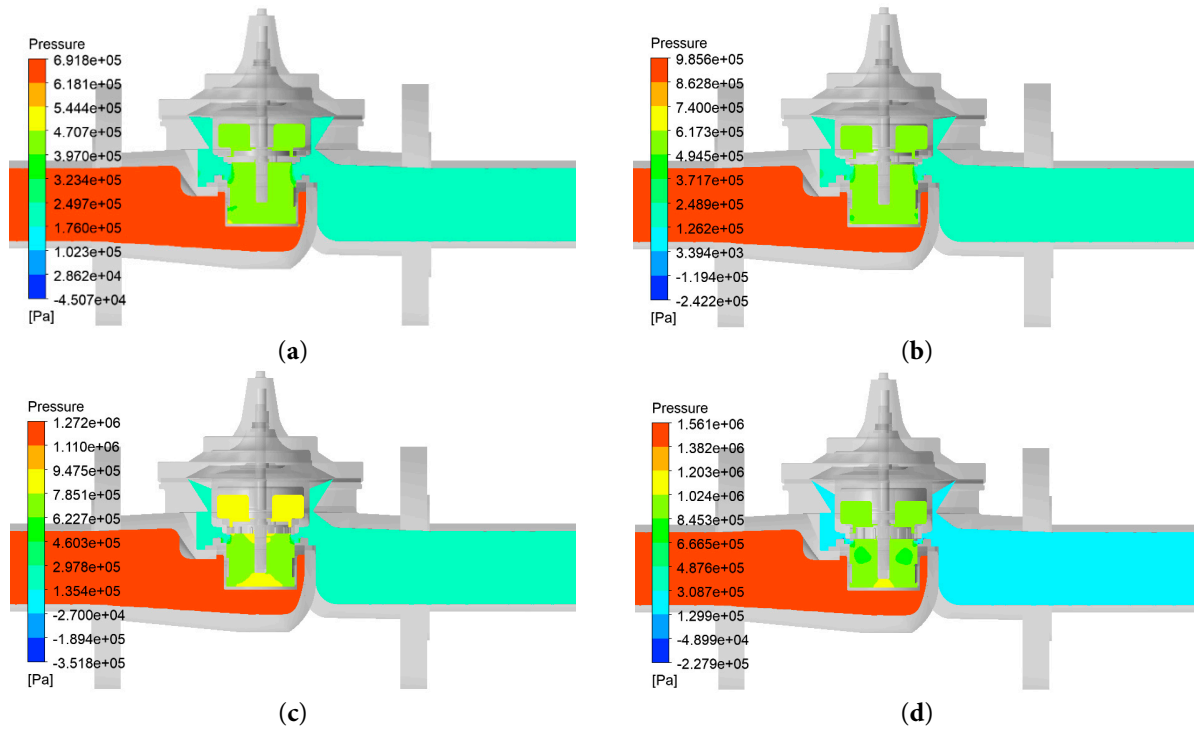 Pressure
6.918e+05
6.181e+05
5.444e+05
4.707e+05
3.970e+05
3.234e+05
2.497e+05
1.760e+05
1.023e+05
2.862e+04
-4.507e+04
[Pa]
(a)
Pressure
9.856e+05
8.628e+05
7.400e+05
6.173e+05
4.945e+05
3.717e+05
2.489e+05
1.262e+05
3.394e+03
-1.194e+05
-2.422e+05
[Pa]
(b)
Pressure
1.272e+06
1.110e+06
9.475e+05
7.851e+05
6.227e+05
4.603e+05
2.978e+05
1.354e+05
-2.700e+04
-1.894e+05
-3.518e+05
[Pa]
(c)
Pressure
1.561e+06
1.382e+06
1.203e+06
1.024e+06
8.453e+05
6.665e+05
4.876e+05
3.087e+05
1.299e+05
-4.899e+04
-2.279e+05
[Pa]
(d)